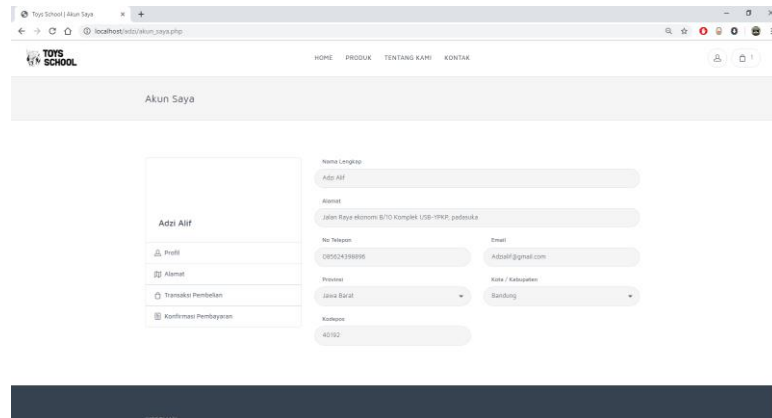 Toys School | Akun Saya
localhost/adzi/akun_saya.php
TOYS
SCHOOL
HOME PRODUK TENTANG KAMI KONTAK
1
Akun Saya
Adzi Alif
Profil
Alamat
Transaksi Pembelian
Konfirmasi Pembayaran
Nama Lengkap
Adzi Alif
Alamat
Jalan Raya ekonomi B/10 Komplek USB-YPKP, padasuka
No Telepon
Email
085624398896
Adzialif@gmail.com
Provinsi
Kota / Kabupaten
Jawa Barat
Bandung
Kodepos
40192